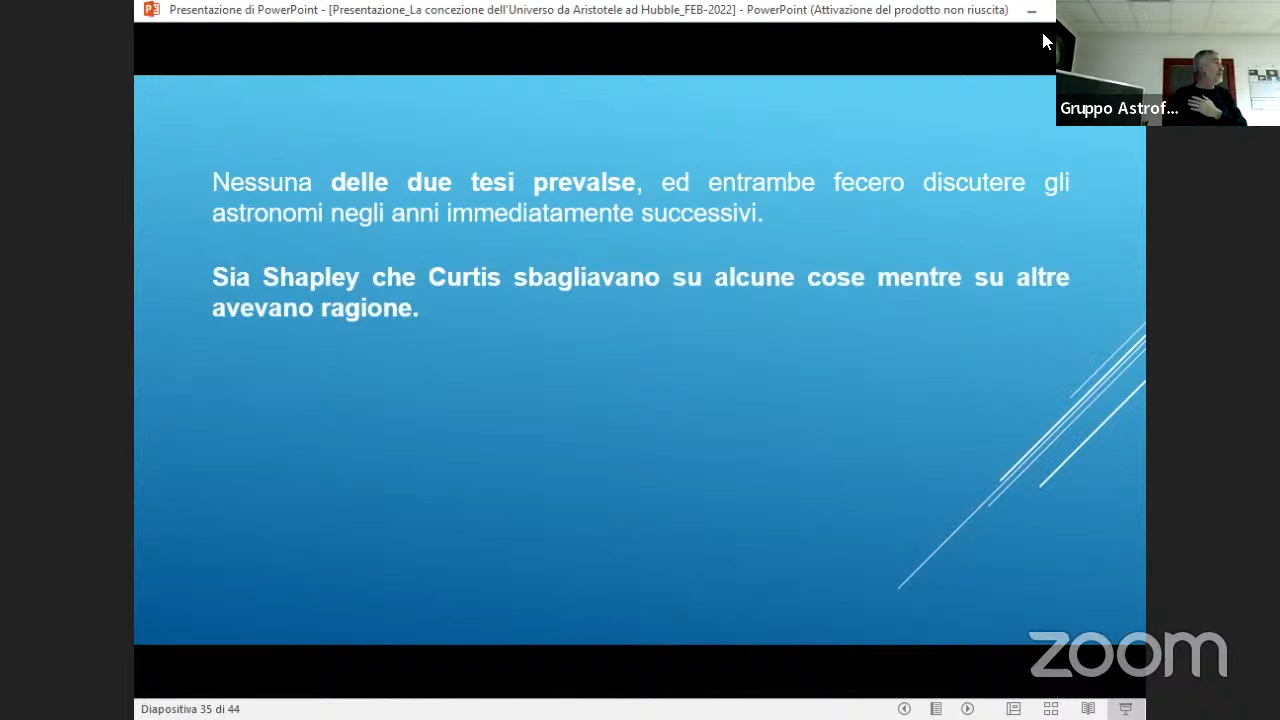 Presentazione di PowerPoint - [Presentazione_La concezione dell'Universo da Aristotele ad Hubble_FEB-2022] - PowerPoint (Attivazione del prodotto non riuscita)
Gruppo Astrof...
Nessuna delle due tesi prevalse, ed entrambe fecero discutere gli
astronomi negli anni immediatamente successivi.
Sia Shapley che Curtis sbagliavano su alcune cose mentre su altre
avevano ragione.
zoom
Diapositiva 35 di 44